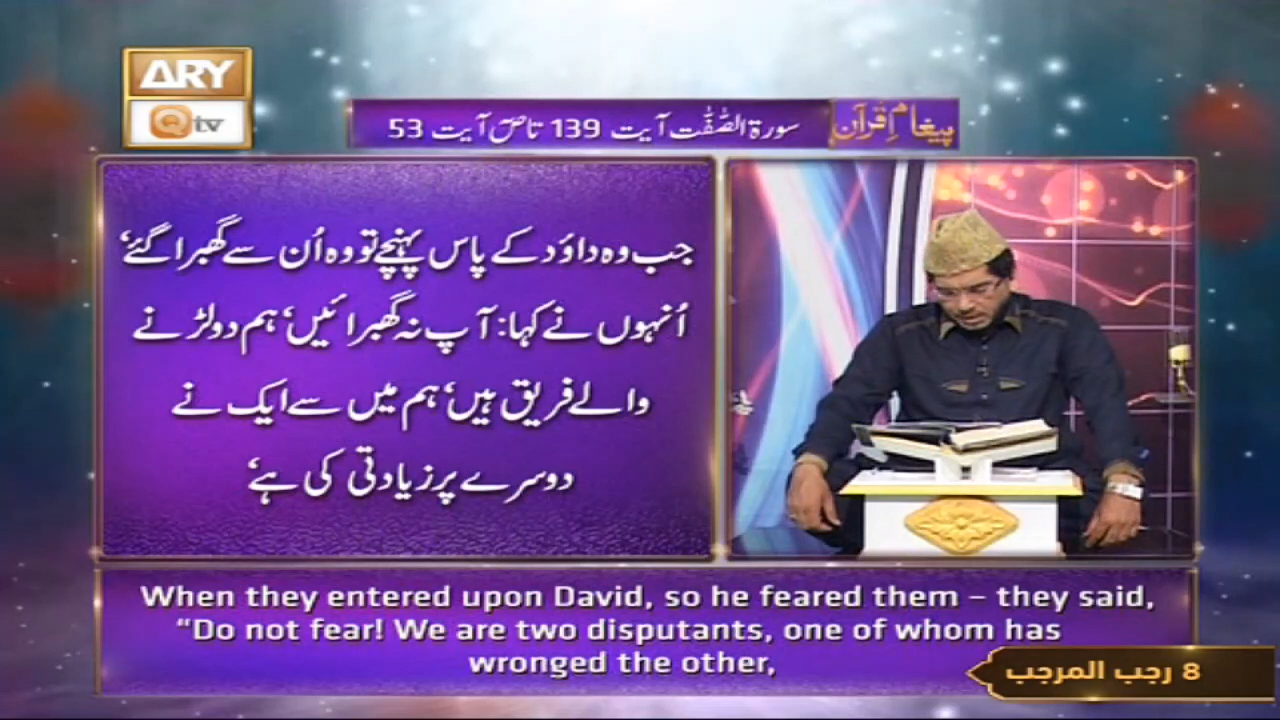 ARY
Qtv
پیغامِ قرآن
سورۃ الصّٰفّٰت آیت 139 تا صٓ آیت 53
جب وہ داؤد کے پاس پہنچے تو وہ اُن سے گھبرا گئے‘
اُنہوں نے کہا: آپ نہ گھبرائیں‘ ہم دو لڑنے
والے فریق ہیں‘ ہم میں سے ایک نے
دوسرے پر زیادتی کی ہے‘
When they entered upon David, so he feared them – they said,
“Do not fear! We are two disputants, one of whom has
wronged the other,
8 رجب المرجب